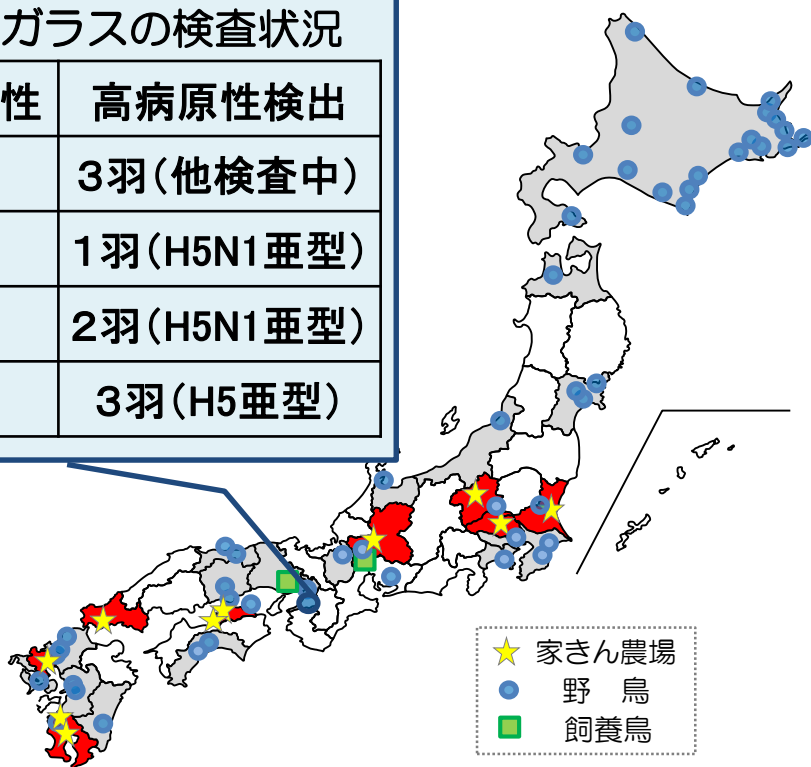 ガラスの検査状況
性 高病原性検出
3羽(他検査中)
1羽(H5N1亜型)
2羽(H5N1亜型)
3羽(H5亜型)
家きん農場
野 鳥
飼養鳥